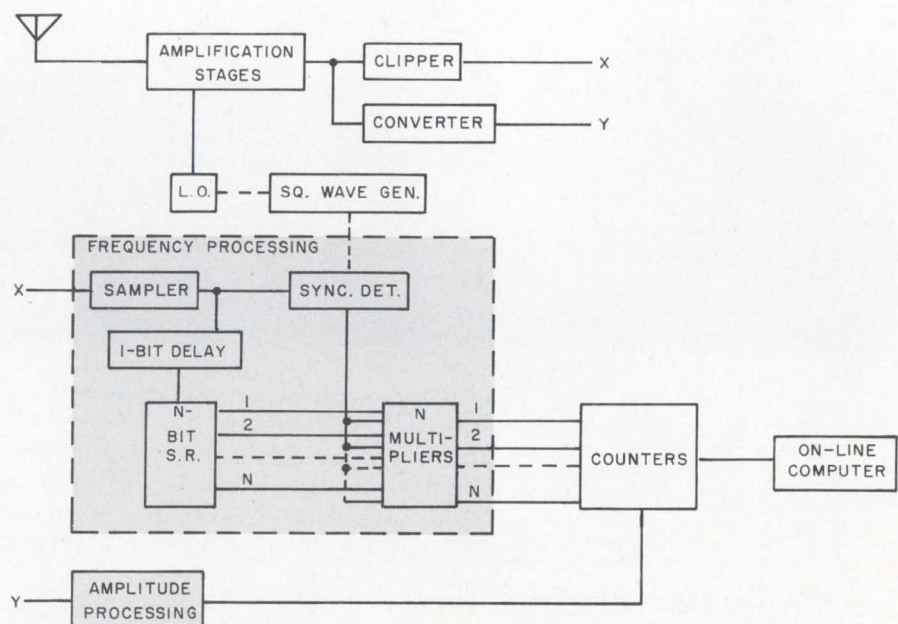 AMPLIFICATION
STAGES
CLIPPER
X
CONVERTER
Y
L.O.
SQ. WAVE GEN.
FREQUENCY PROCESSING
X
SAMPLER
SYNC. DET.
1-BIT DELAY
N-
BIT
S.R.
1
2
N
N
MULTI-
PLIERS
1
2
N
COUNTERS
ON-LINE
COMPUTER
Y
AMPLITUDE
PROCESSING